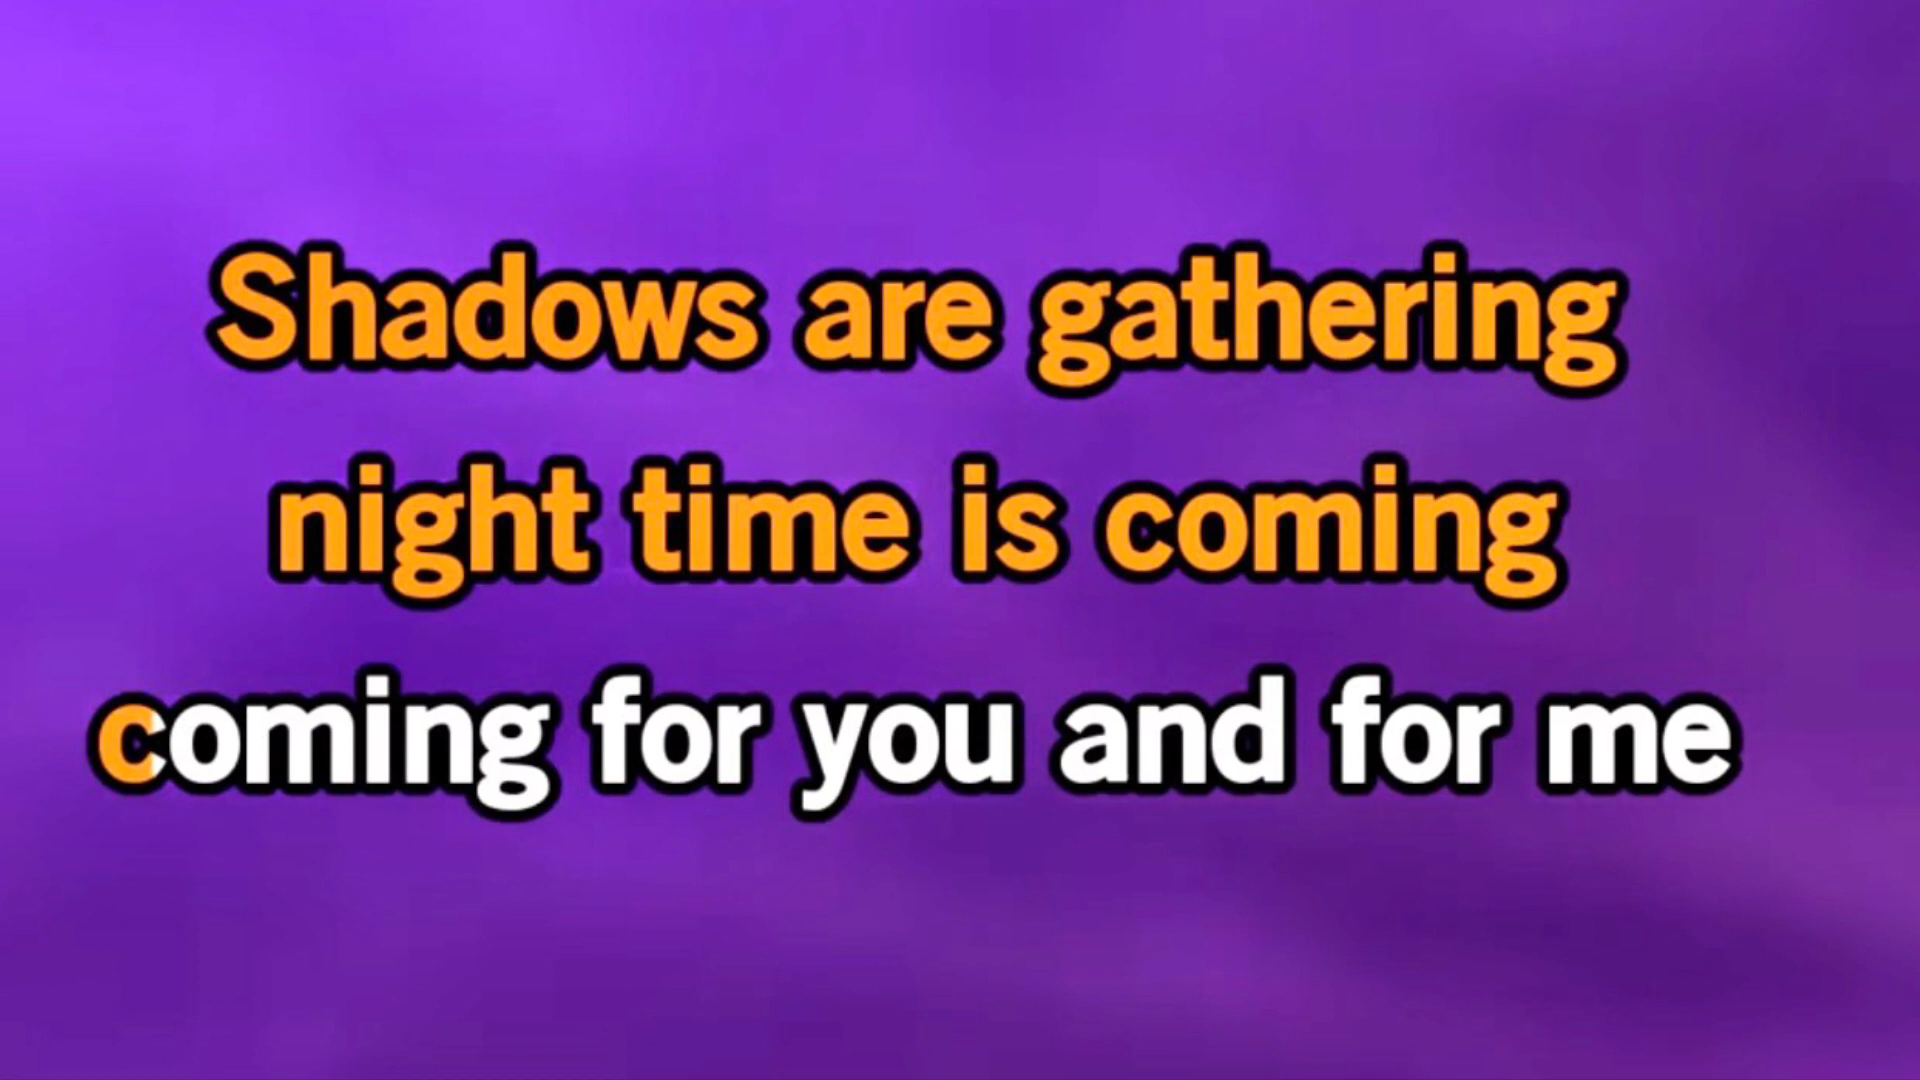 Shadows are gathering
night time is coming
coming for you and for me